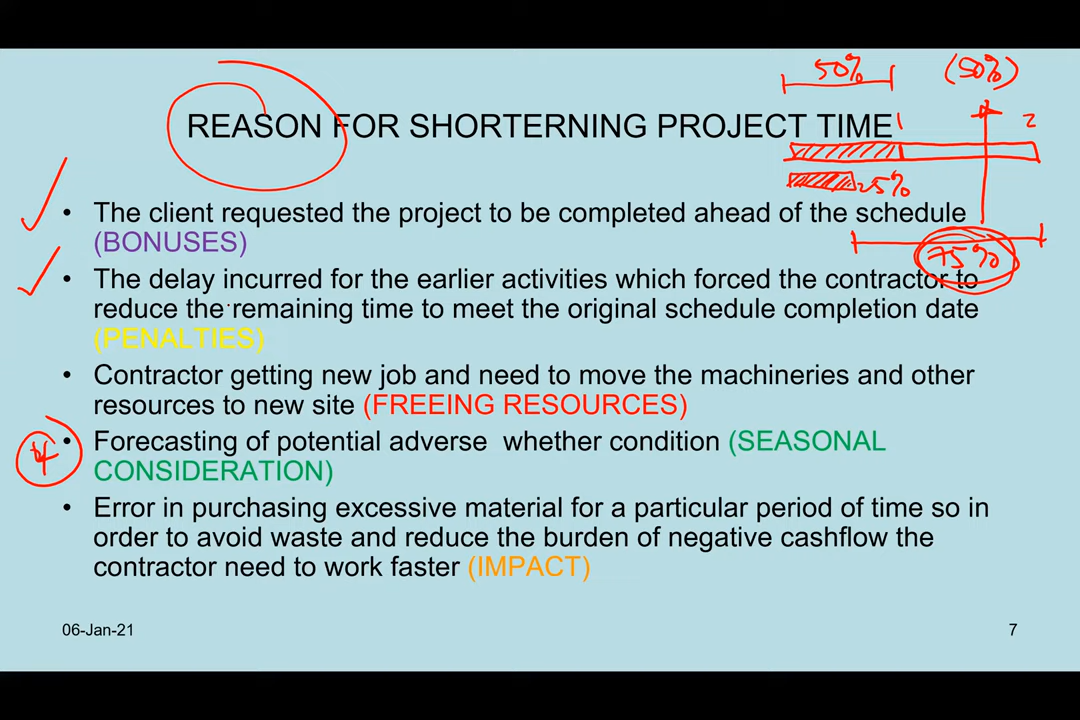 50% (50%)
REASON FOR SHORTERNING PROJECT TIME
1 2
25%
• The client requested the project to be completed ahead of the schedule
(BONUSES)
75%
• The delay incurred for the earlier activities which forced the contractor to
reduce the remaining time to meet the original schedule completion date
(PENALTIES)
• Contractor getting new job and need to move the machineries and other
resources to new site (FREEING RESOURCES)
• Forecasting of potential adverse whether condition (SEASONAL
CONSIDERATION)
• Error in purchasing excessive material for a particular period of time so in
order to avoid waste and reduce the burden of negative cashflow the
contractor need to work faster (IMPACT)
06-Jan-21 7